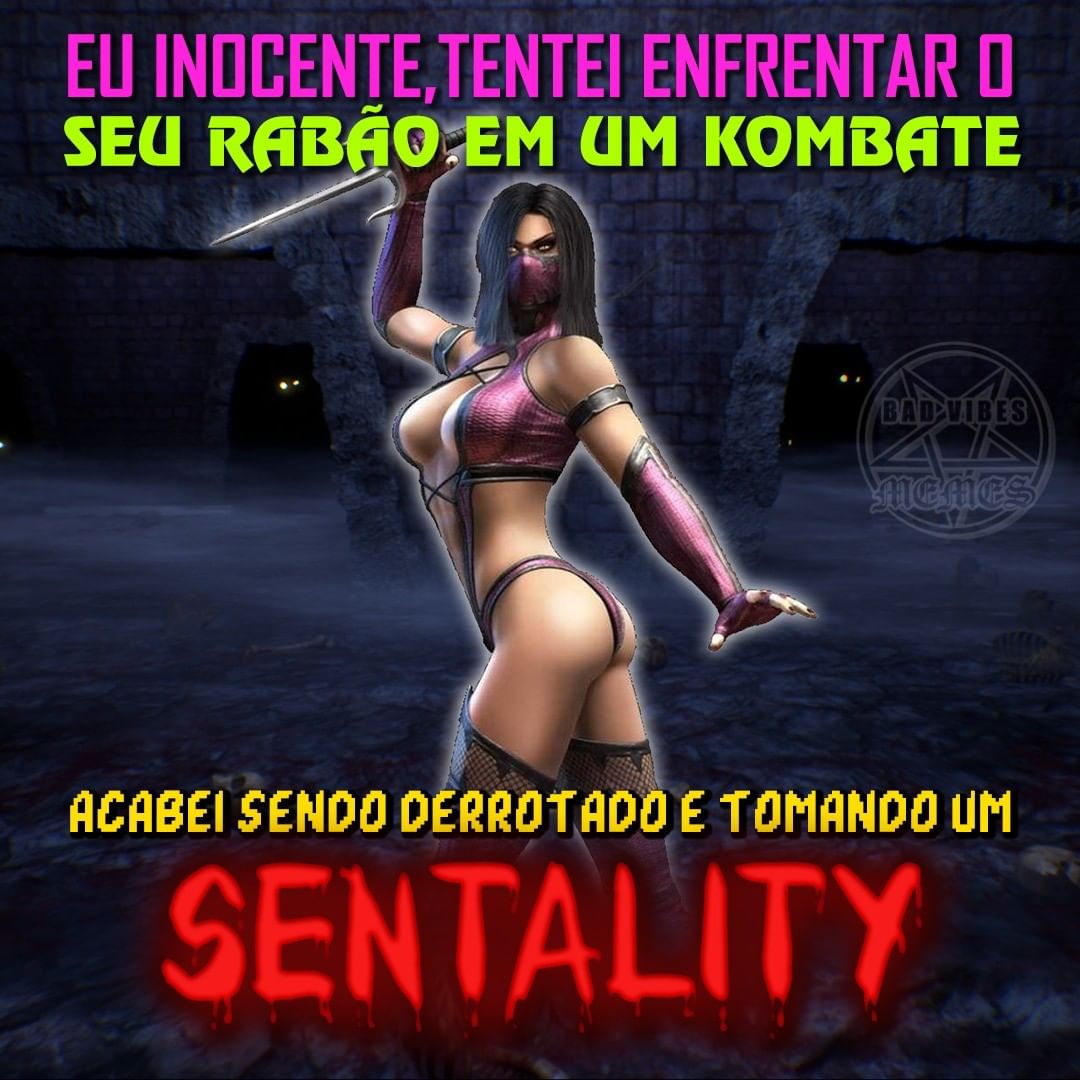 EU INOCENTE,TENTEI ENFRENTAR O
SEU RABÃO EM UM KOMBATE
BAD VIBES
MEMES
ACABEI SENDO DERROTADO E TOMANDO UM
SENTALITY